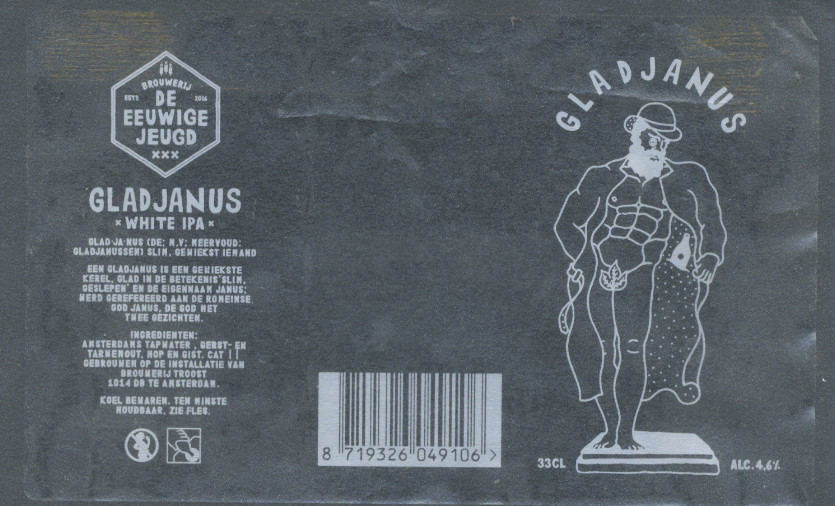 BROUWERIJ
ESTD 2016
DE
EEUWIGE
JEUGD
XXX
GLADJANUS
× WHITE IPA ×
GLAD·JA·NUS (DE; M,V; MEERVOUD:
GLADJANUSSEN) SLIM, GEWIEKST IEMAND
EEN GLADJANUS IS EEN GEWIEKSTE
KEREL, GLAD IN DE BETEKENIS 'SLIM,
GESLEPEN' EN DE EIGENNAAM JANUS;
WERD GEREFEREERD AAN DE ROMEINSE
GOD JANUS, DE GOD MET
TWEE GEZICHTEN.
INGREDIENTEN:
AMSTERDAMS TAPWATER, GERST- EN
TARWEMOUT, HOP EN GIST. CAT II
GEBROUWEN OP DE INSTALLATIE VAN
BROUWERIJ TROOST
1014 DD TE AMSTERDAM.
KOEL BEWAREN. TEN MINSTE
HOUDBAAR, ZIE FLES.
8 719326 049106 >
GLADJANUS
33CL
ALC. 4,6%